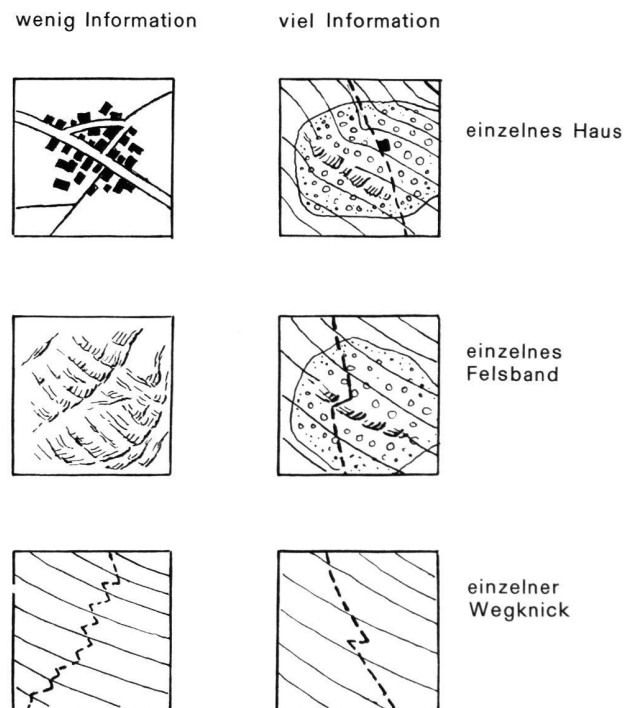 wenig Information
viel Information
einzelnes Haus
einzelnes
Felsband
einzelner
Wegknick